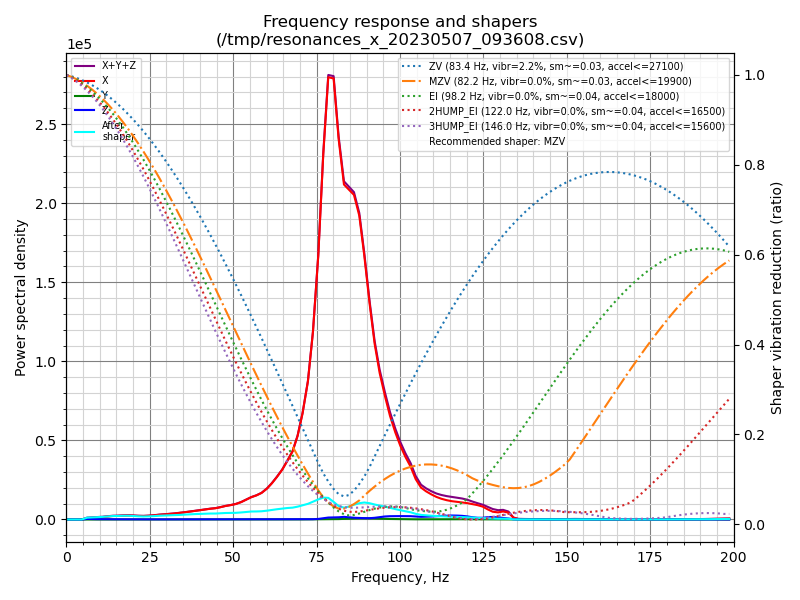 Frequency response and shapers
(/tmp/resonances_x_20230507_093608.csv)
1e5
X+Y+Z
X
Y
Z
After
shaper
ZV (83.4 Hz, vibr=2.2%, sm~=0.03, accel<=27100)
MZV (82.2 Hz, vibr=0.0%, sm~=0.03, accel<=19900)
EI (98.2 Hz, vibr=0.0%, sm~=0.04, accel<=18000)
2HUMP_EI (122.0 Hz, vibr=0.0%, sm~=0.04, accel<=16500)
3HUMP_EI (146.0 Hz, vibr=0.0%, sm~=0.04, accel<=15600)
Recommended shaper: MZV
2.5
2.0
1.5
1.0
0.5
0.0
Power spectral density
1.0
0.8
0.6
0.4
0.2
0.0
Shaper vibration reduction (ratio)
0 25 50 75 100 125 150 175 200
Frequency, Hz